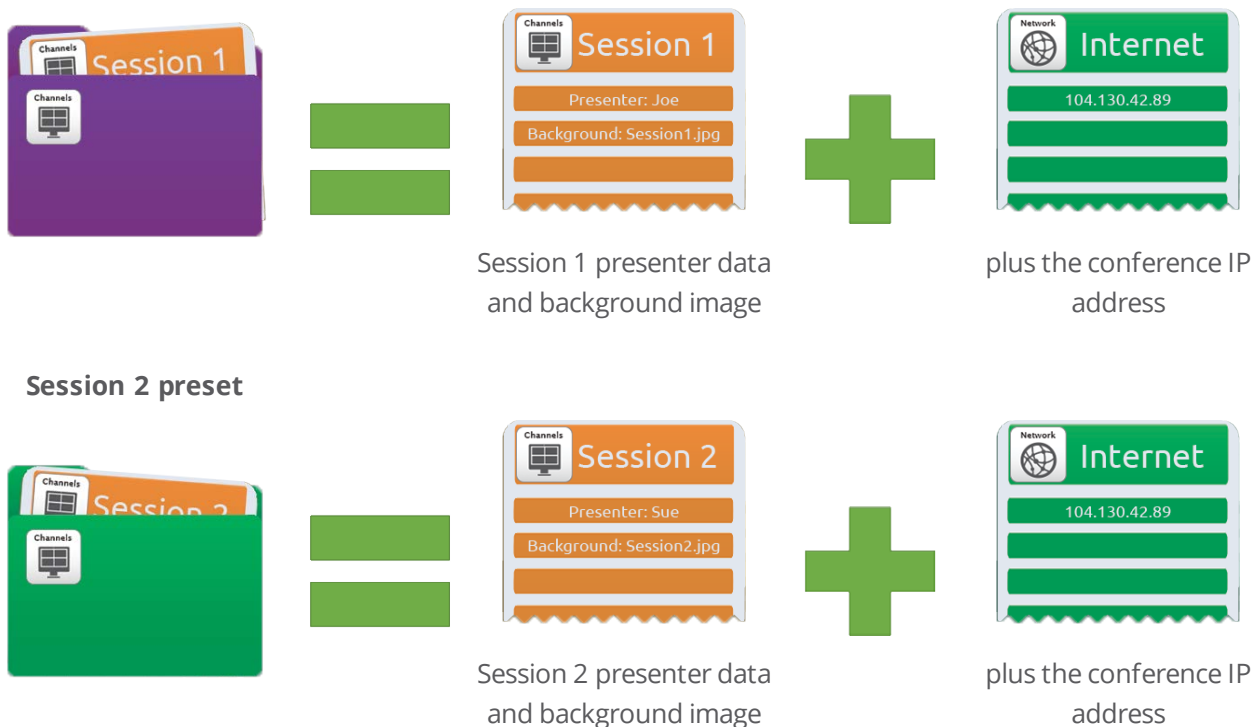 Channels
Session 1
Channels
Channels
Session 1
Presenter: Joe
Background: Session1.jpg
Network
Internet
104.130.42.89
Session 1 presenter data
and background image
plus the conference IP
address
Session 2 preset
Channels
Session 2
Channels
Channels
Session 2
Presenter: Sue
Background: Session2.jpg
Network
Internet
104.130.42.89
Session 2 presenter data
and background image
plus the conference IP
address